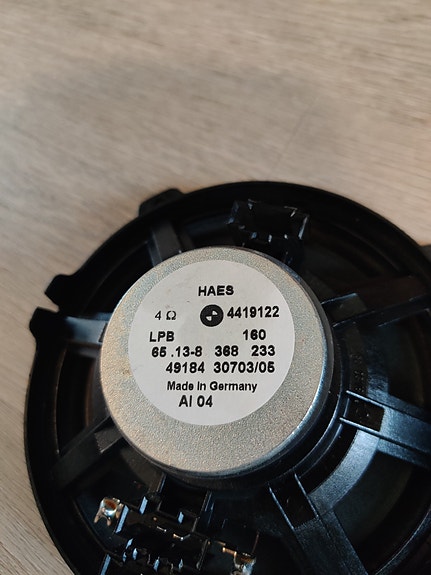 HAES
4 Ω 4419122
LPB 160
65 .13-8 368 233
49184 30703/05
Made in Germany
AI 04